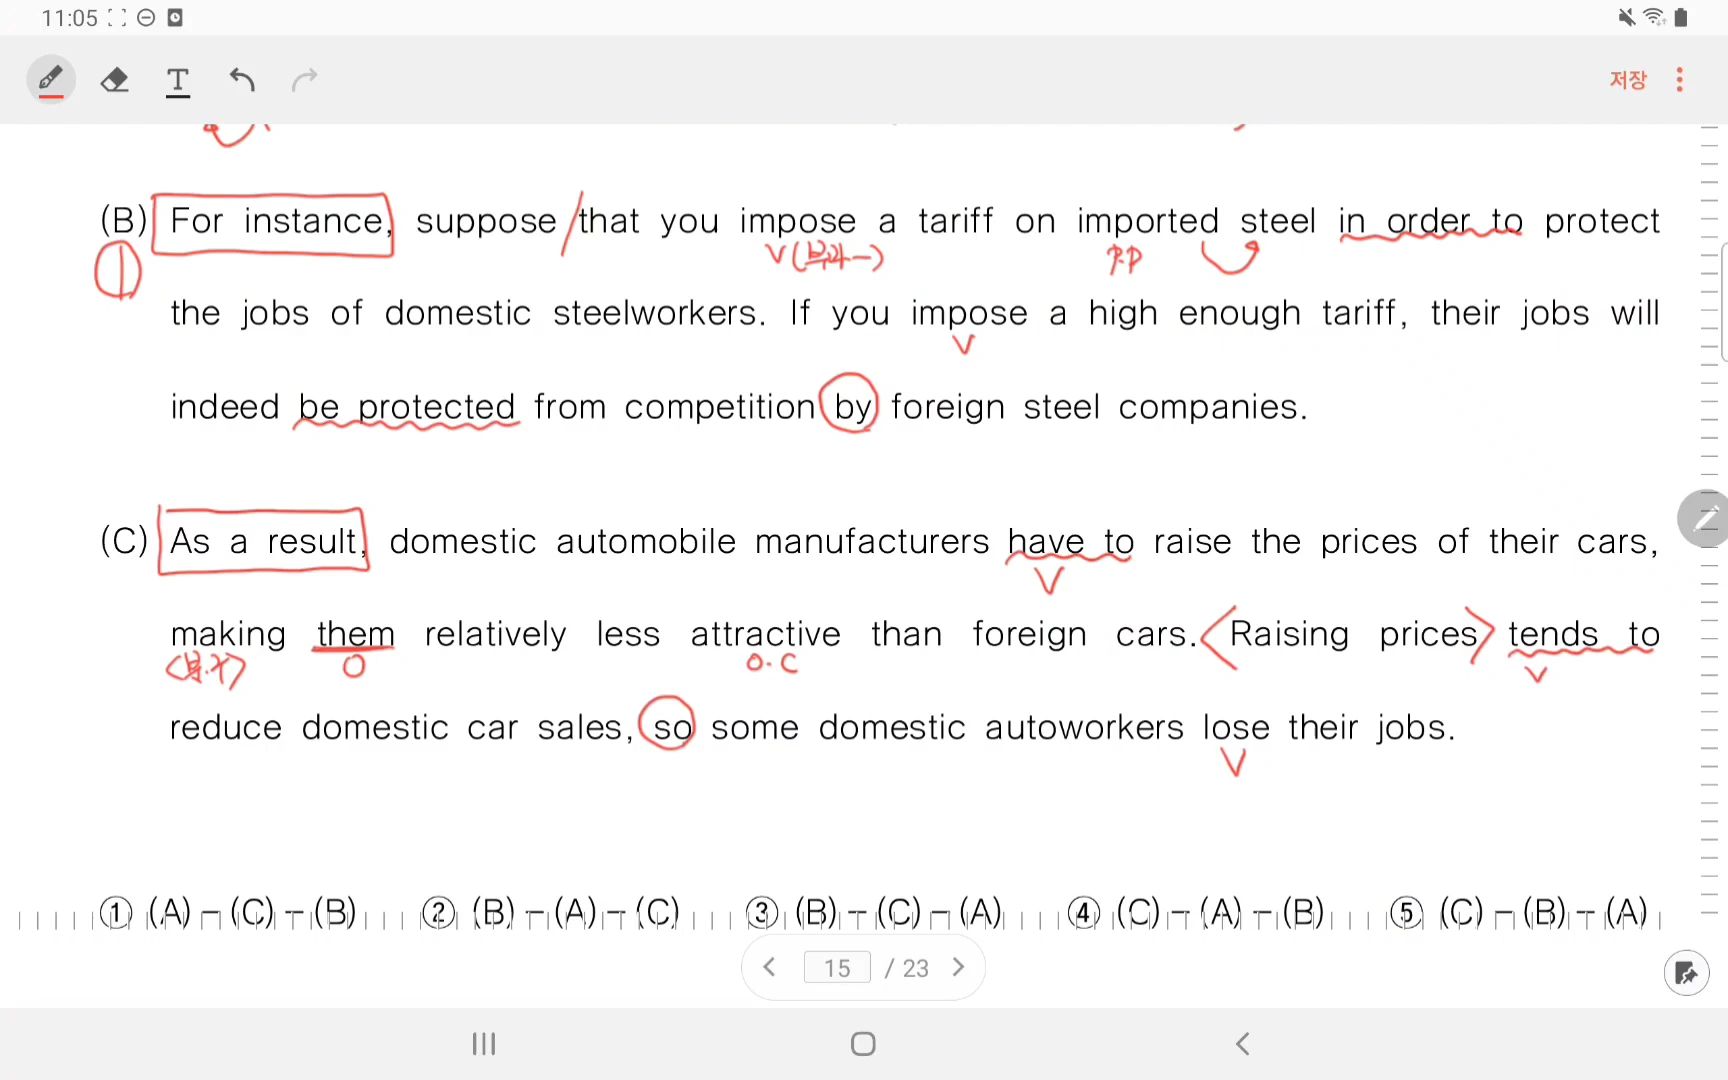 11:05
T
저장
(B) For instance, suppose that you impose a tariff on imported steel in order to protect
① V (부과-) P.P
the jobs of domestic steelworkers. If you impose a high enough tariff, their jobs will
V
indeed be protected from competition by foreign steel companies.
(C) As a result, domestic automobile manufacturers have to raise the prices of their cars,
V
making them relatively less attractive than foreign cars. <Raising prices> tends to
<분.구> O O.C V
reduce domestic car sales, so some domestic autoworkers lose their jobs.
V
① (A) - (C) - (B) ② (B) - (A) - (C) ③ (B) - (C) - (A) ④ (C) - (A) - (B) ⑤ (C) - (B) - (A)
15 / 23